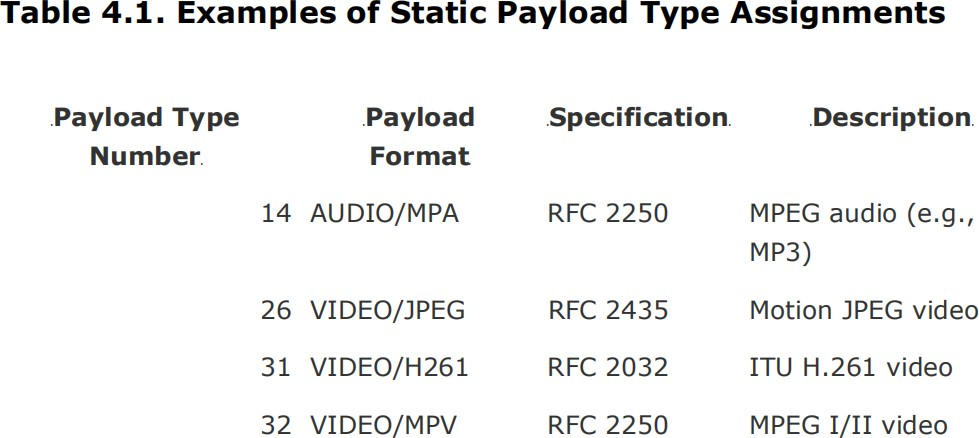 Table 4.1. Examples of Static Payload Type Assignments
Payload Type Number Payload Format Specification Description
14 AUDIO/MPA RFC 2250 MPEG audio (e.g., MP3)
26 VIDEO/JPEG RFC 2435 Motion JPEG video
31 VIDEO/H261 RFC 2032 ITU H.261 video
32 VIDEO/MPV RFC 2250 MPEG I/II video